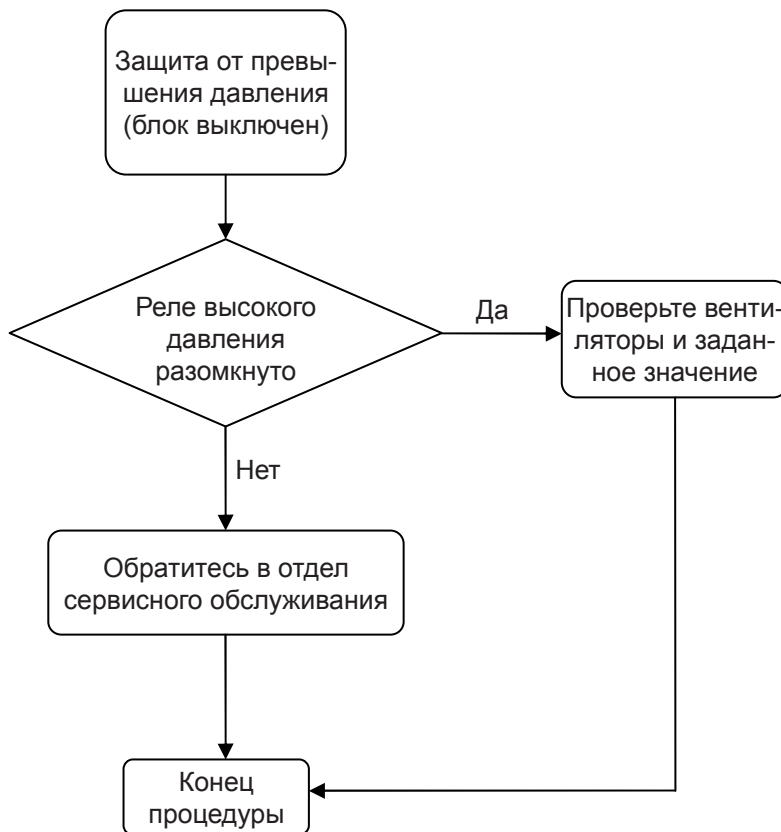 Защита от превы-
шения давления
(блок выключен)
Реле высокого
давления
разомкнуто
Да
Проверьте венти-
ляторы и задан-
ное значение
Нет
Обратитесь в отдел
сервисного обслуживания
Конец
процедуры